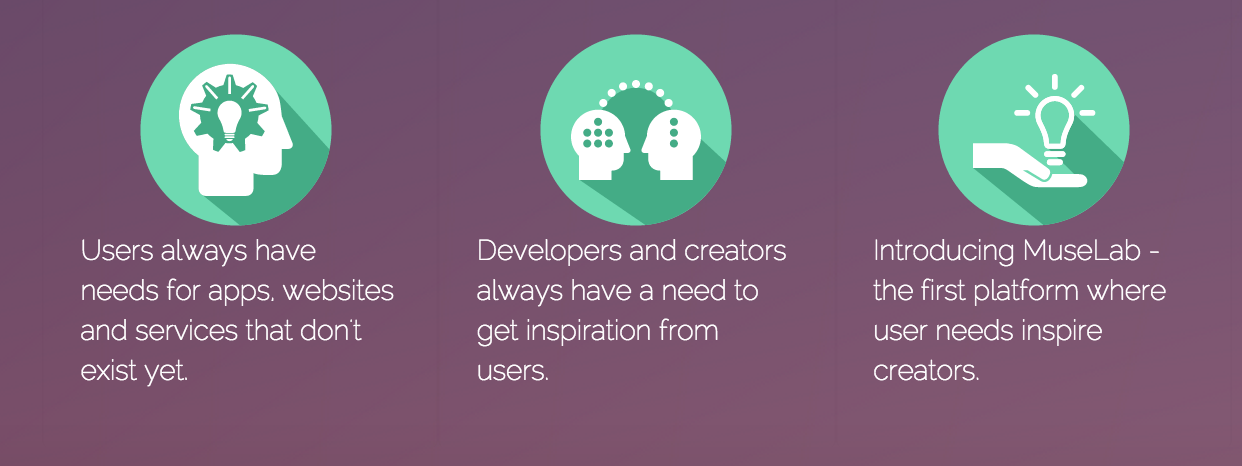 Users always have
needs for apps, websites
and services that don't
exist yet.
Developers and creators
always have a need to
get inspiration from
users.
Introducing MuseLab -
the first platform where
user needs inspire
creators.